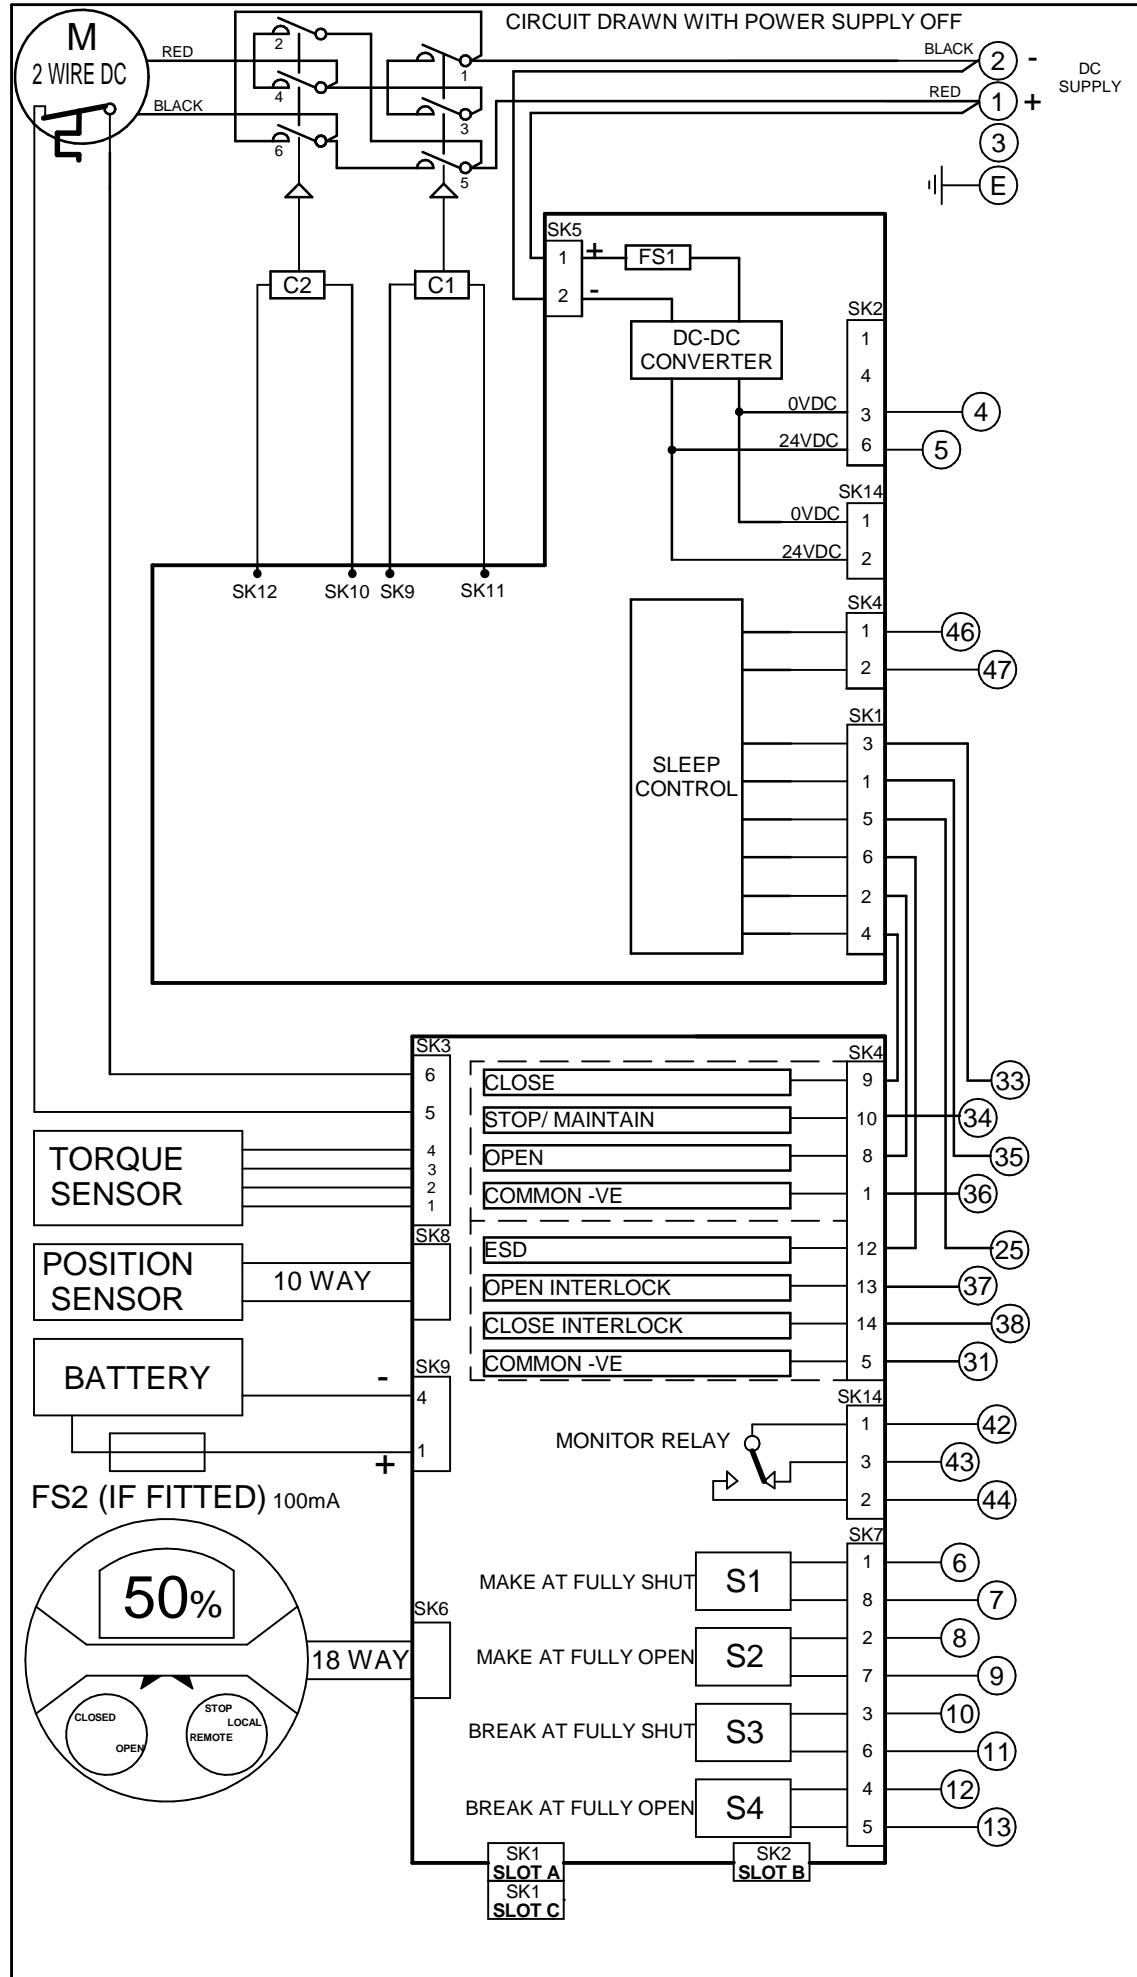 CIRCUIT DRAWN WITH POWER SUPPLY OFF
M
2 WIRE DC
RED
BLACK
2
4
6
1
3
5
BLACK
2 -
RED
1 +
DC
SUPPLY
3
E
C2
C1
SK12
SK10
SK9
SK11
SK5
1 +
2 -
FS1
DC-DC
CONVERTER
SK2
1
4
0VDC 3 4
24VDC 6 5
SK14
0VDC 1
24VDC 2
SLEEP
CONTROL
SK4
1 46
2 47
SK1
3
1
5
6
2
4
SK3
6
5
4
3
2
1
TORQUE
SENSOR
SK8
POSITION
SENSOR
10 WAY
BATTERY
SK9
- 4
+ 1
FS2 (IF FITTED) 100mA
50%
CLOSED
OPEN
STOP
LOCAL
REMOTE
18 WAY
SK6
SK4
CLOSE 9 33
STOP/ MAINTAIN 10 34
OPEN 8 35
COMMON -VE 1 36
ESD 12 25
OPEN INTERLOCK 13 37
CLOSE INTERLOCK 14 38
COMMON -VE 5 31
SK14
MONITOR RELAY
1 42
3 43
2 44
SK7
MAKE AT FULLY SHUT S1
1 6
8 7
MAKE AT FULLY OPEN S2
2 8
7 9
BREAK AT FULLY SHUT S3
3 10
6 11
BREAK AT FULLY OPEN S4
4 12
5 13
SK1
SLOT A
SK1
SLOT C
SK2
SLOT B